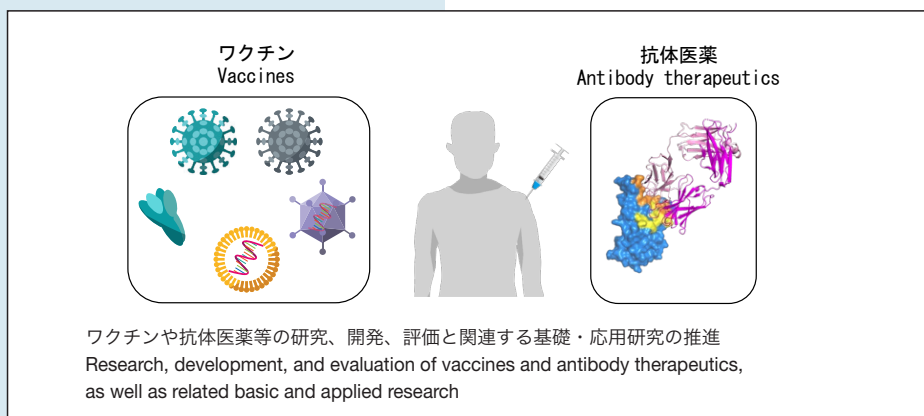 ワクチン
Vaccines
抗体医薬
Antibody therapeutics
ワクチンや抗体医薬等の研究、開発、評価と関連する基礎・応用研究の推進
Research, development, and evaluation of vaccines and antibody therapeutics,
as well as related basic and applied research